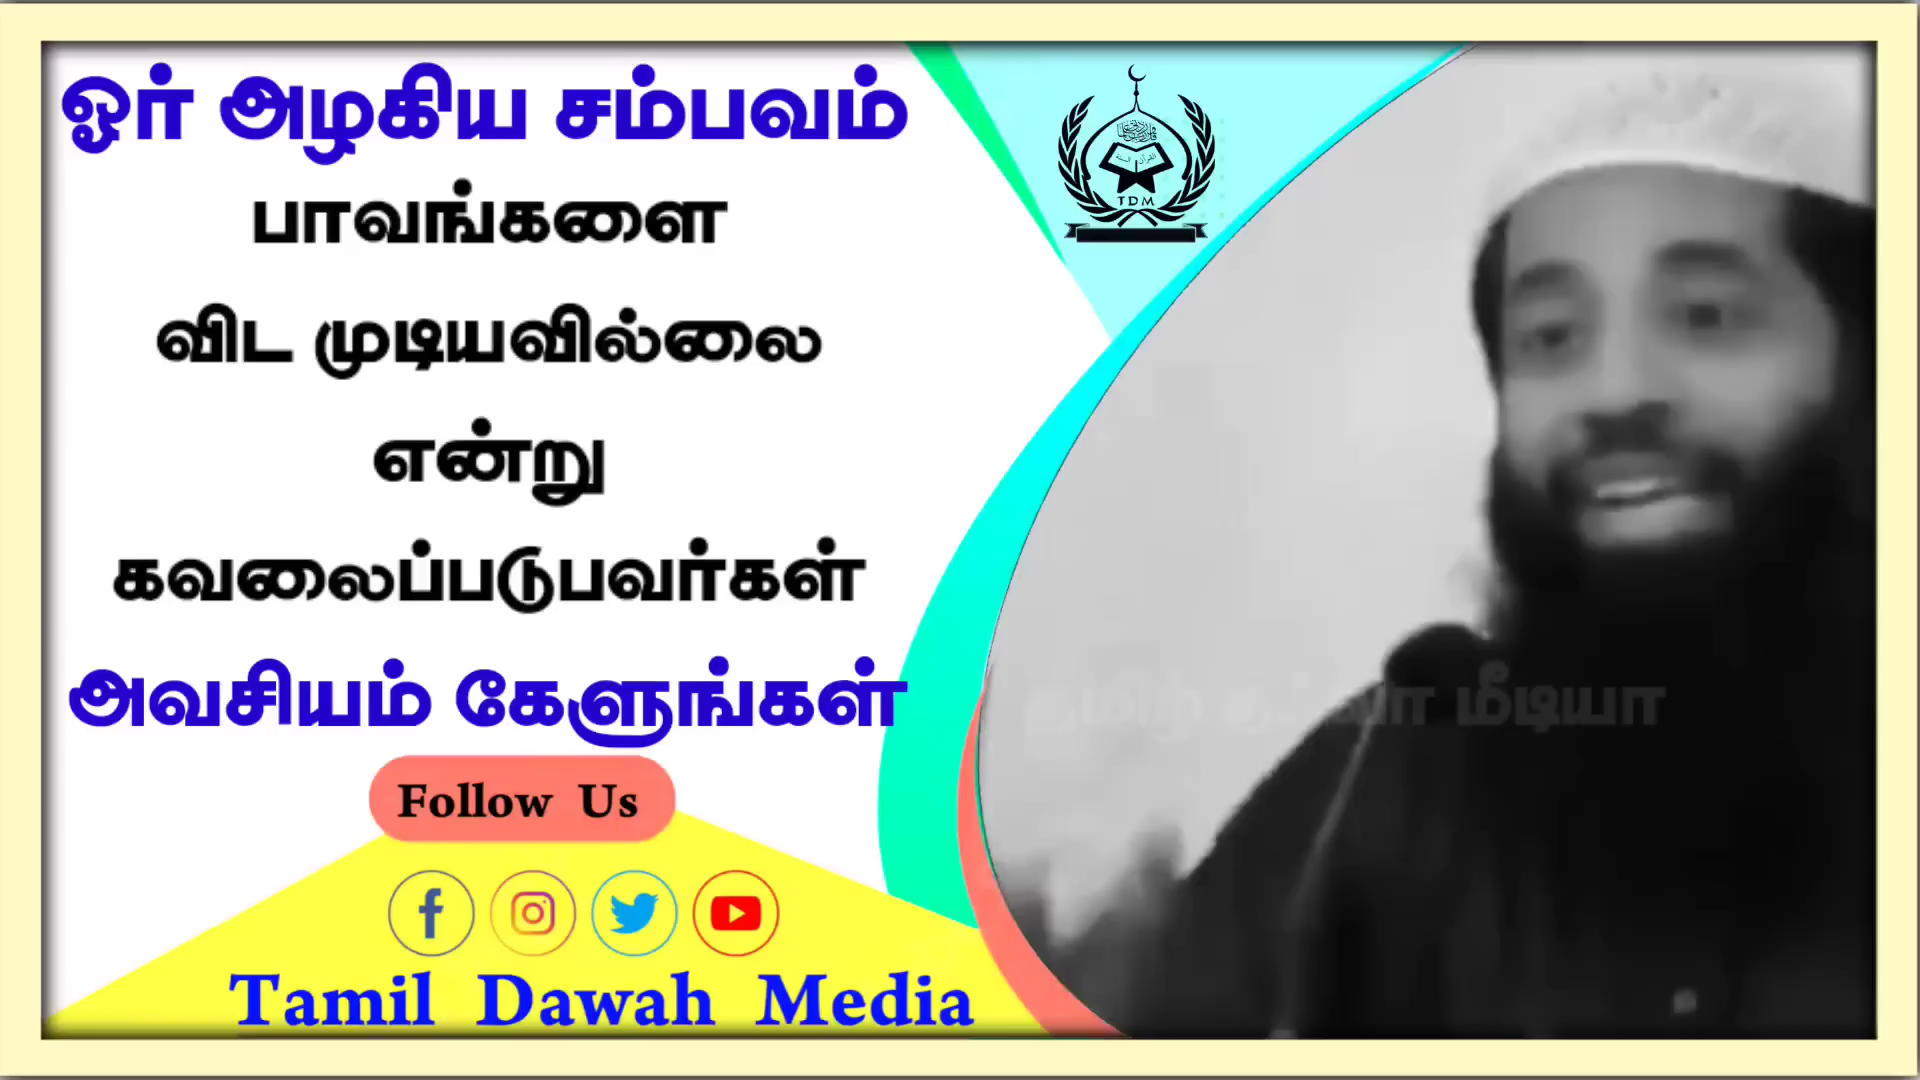 ஓர் அழகிய சம்பவம்
பாவங்களை
விட முடியவில்லை
என்று
கவலைப்படுபவர்கள்
அவசியம் கேளுங்கள்
Follow Us
Tamil Dawah Media
TDM
மீடியா